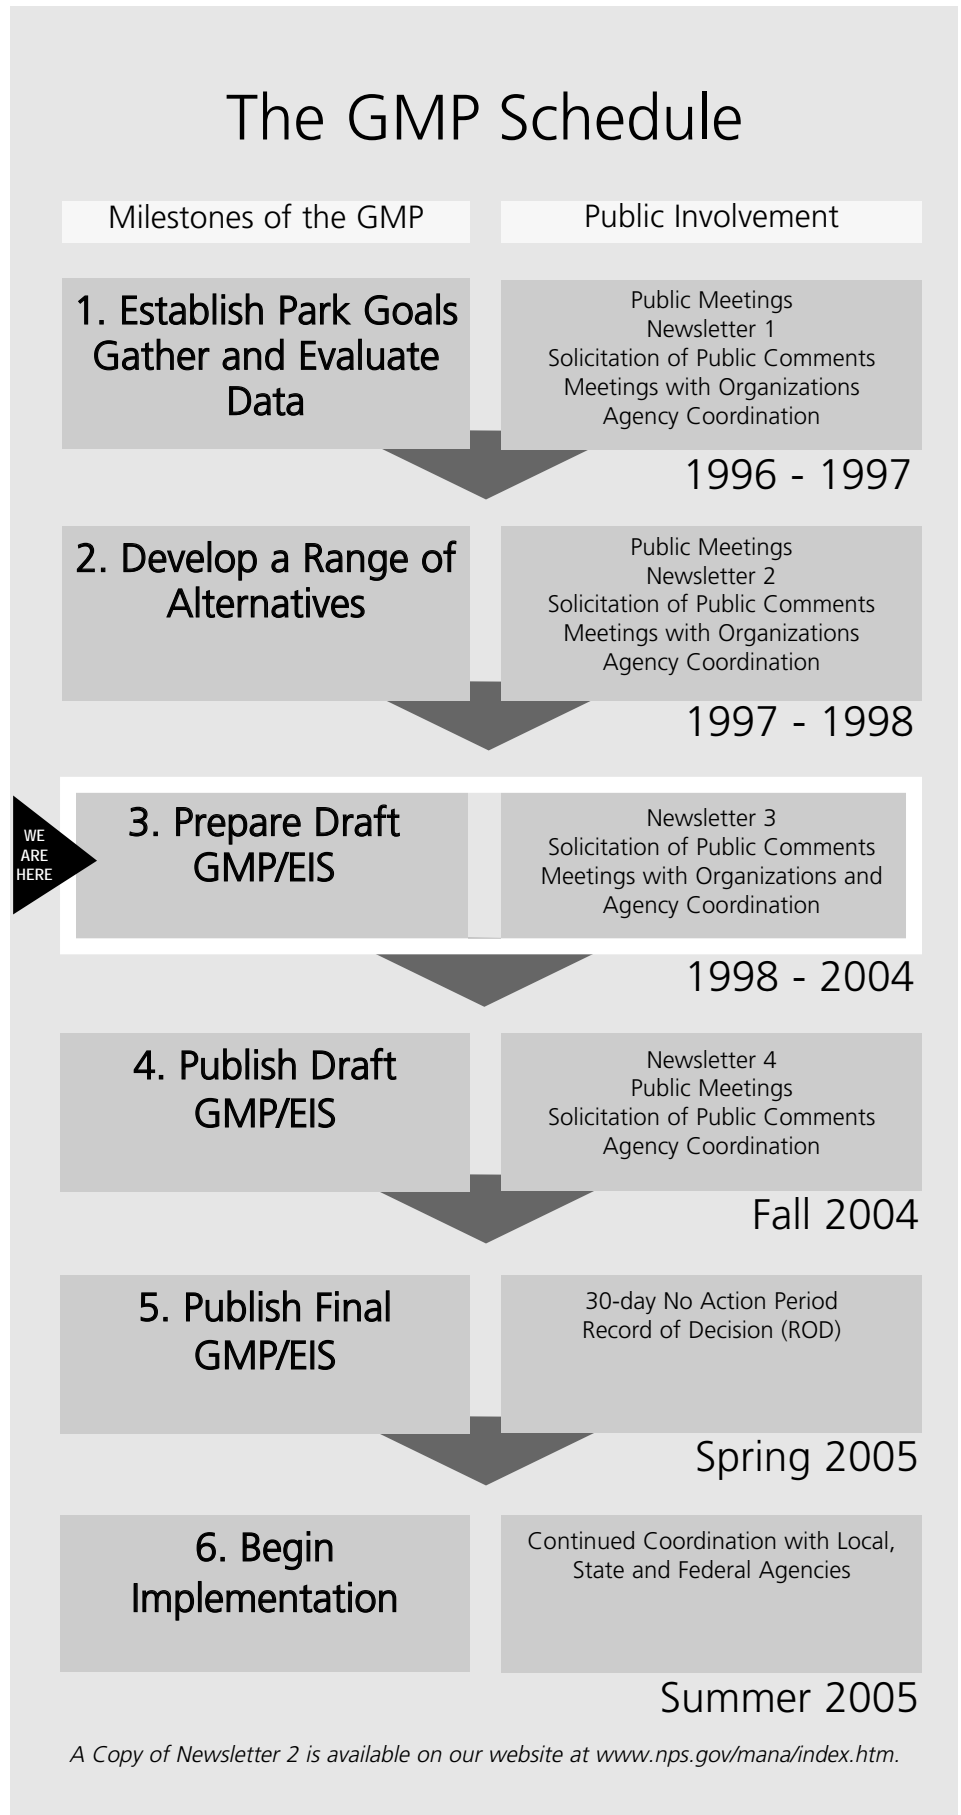 The GMP Schedule
Milestones of the GMP
Public Involvement
1. Establish Park Goals
Gather and Evaluate
Data
Public Meetings
Newsletter 1
Solicitation of Public Comments
Meetings with Organizations
Agency Coordination
1996 - 1997
2. Develop a Range of
Alternatives
Public Meetings
Newsletter 2
Solicitation of Public Comments
Meetings with Organizations
Agency Coordination
1997 - 1998
WE
ARE
HERE
3. Prepare Draft
GMP/EIS
Newsletter 3
Solicitation of Public Comments
Meetings with Organizations and
Agency Coordination
1998 - 2004
4. Publish Draft
GMP/EIS
Newsletter 4
Public Meetings
Solicitation of Public Comments
Agency Coordination
Fall 2004
5. Publish Final
GMP/EIS
30-day No Action Period
Record of Decision (ROD)
Spring 2005
6. Begin
Implementation
Continued Coordination with Local,
State and Federal Agencies
Summer 2005
A Copy of Newsletter 2 is available on our website at www.nps.gov/mana/index.htm.